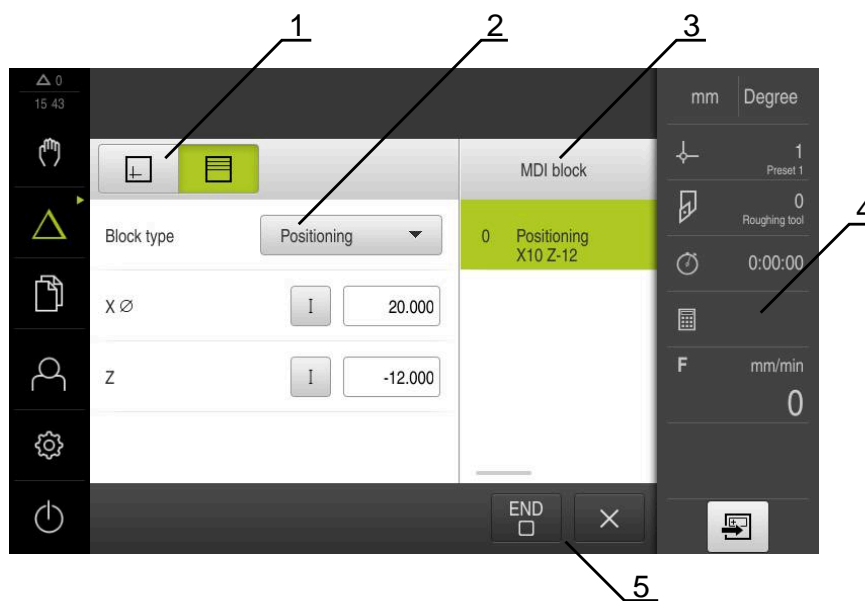 1
2
3
0
15 43
mm
Degree
MDI block
1
Preset 1
Block type
Positioning
0
Positioning
X10 Z-12
0
Roughing tool
4
0:00:00
X Ø
I
20.000
Z
I
-12.000
F
mm/min
0
END
5